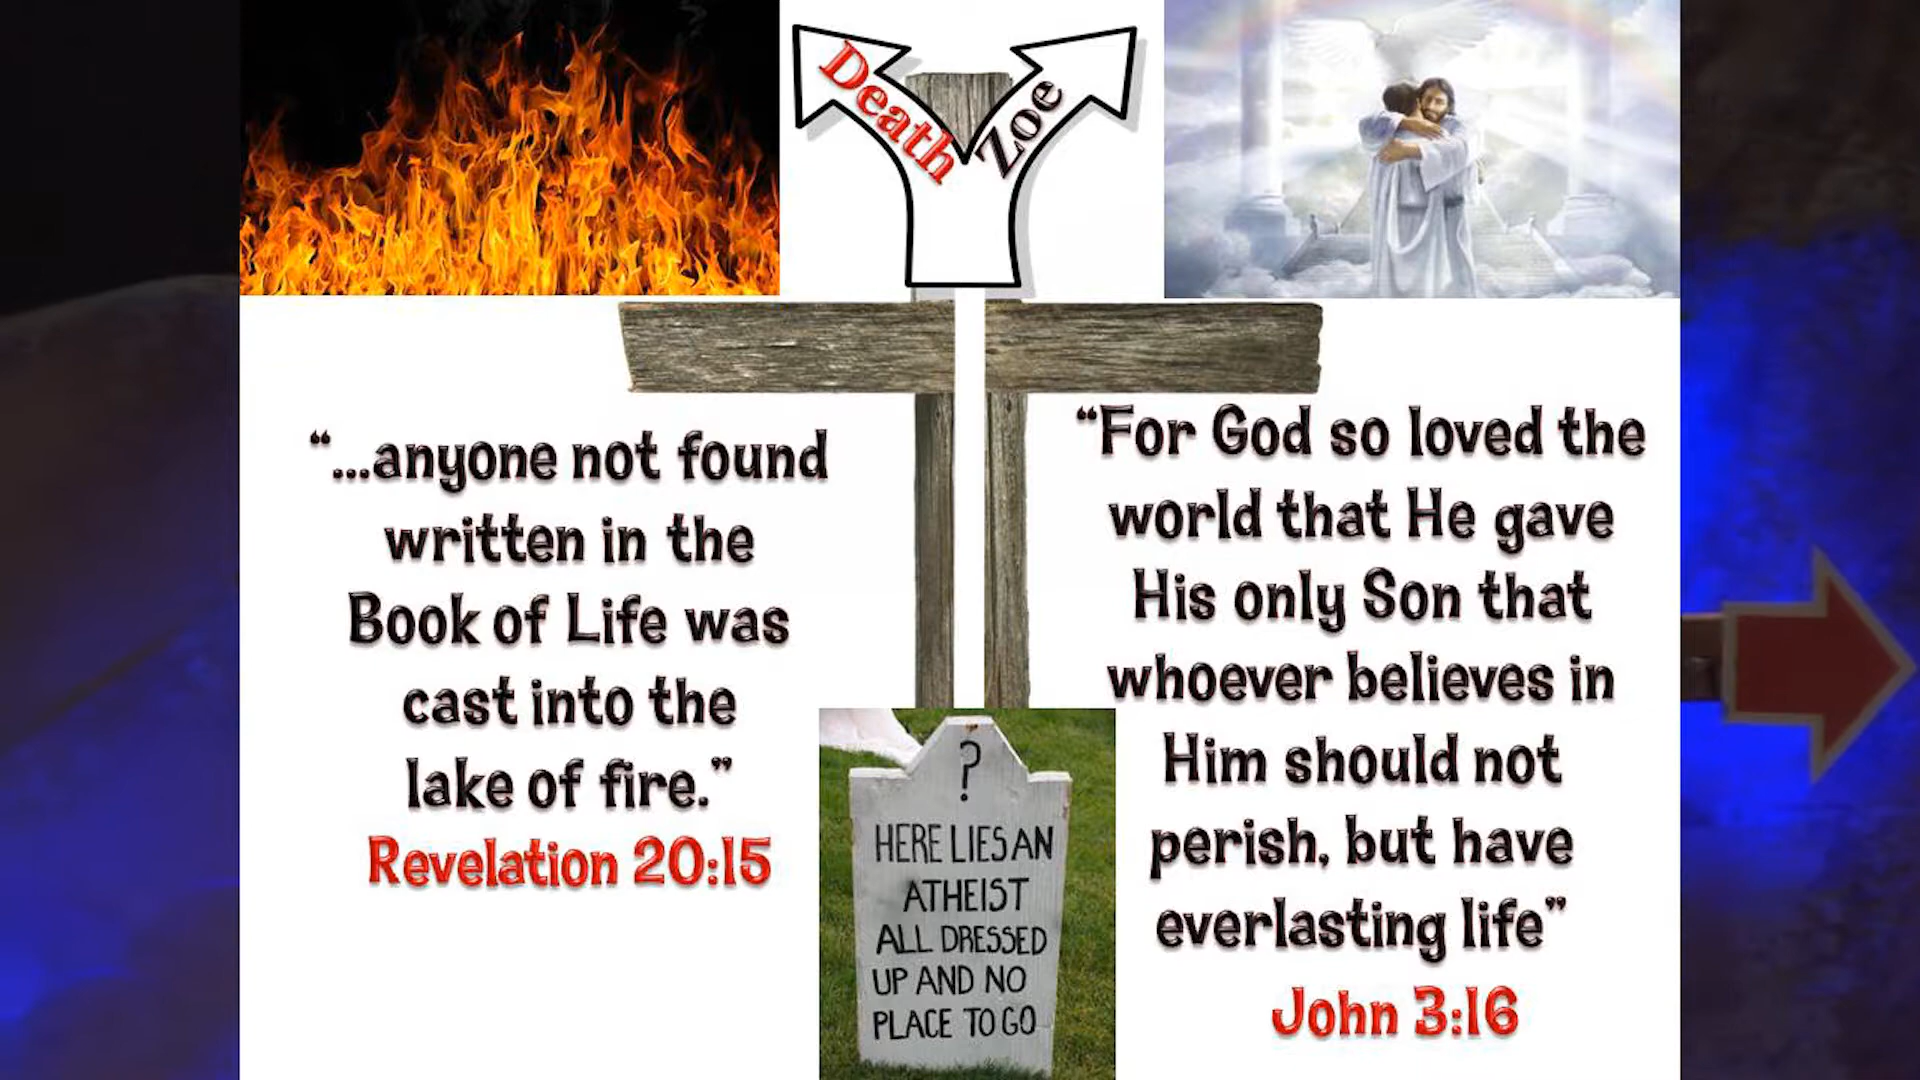 Death
Zoe
“...anyone not found
written in the
Book of Life was
cast into the
lake of fire.”
Revelation 20:15
“For God so loved the
world that He gave
His only Son that
whoever believes in
Him should not
perish, but have
everlasting life”
John 3:16
?
HERE LIES AN
ATHEIST
ALL DRESSED
UP AND NO
PLACE TO GO